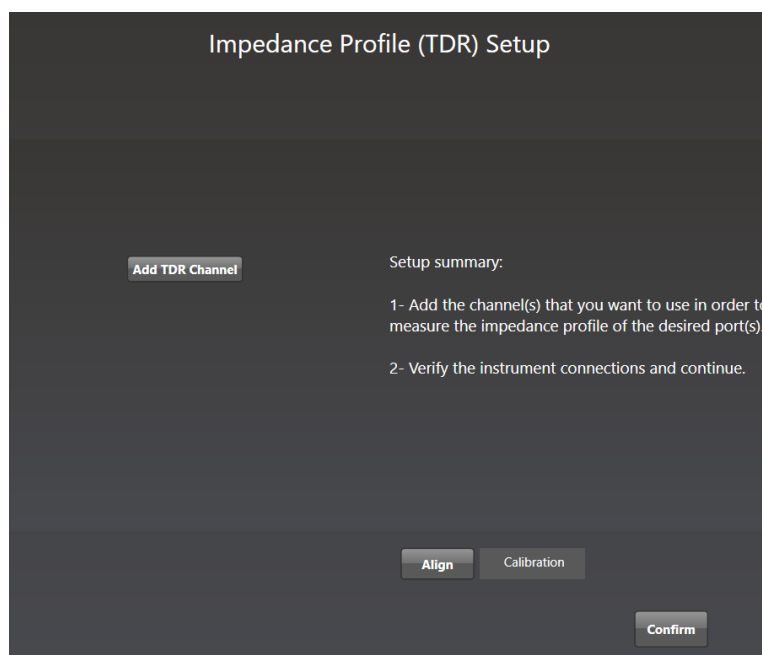 Impedance Profile (TDR) Setup
Add TDR Channel
Setup summary:
1- Add the channel(s) that you want to use in order to
measure the impedance profile of the desired port(s).
2- Verify the instrument connections and continue.
Align
Calibration
Confirm